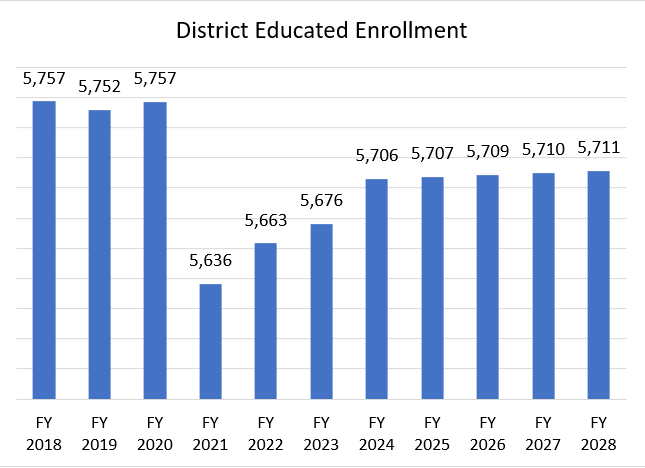 District Educated Enrollment
5,757
5,752
5,757
5,636
5,663
5,676
5,706
5,707
5,709
5,710
5,711
FY
2018
FY
2019
FY
2020
FY
2021
FY
2022
FY
2023
FY
2024
FY
2025
FY
2026
FY
2027
FY
2028